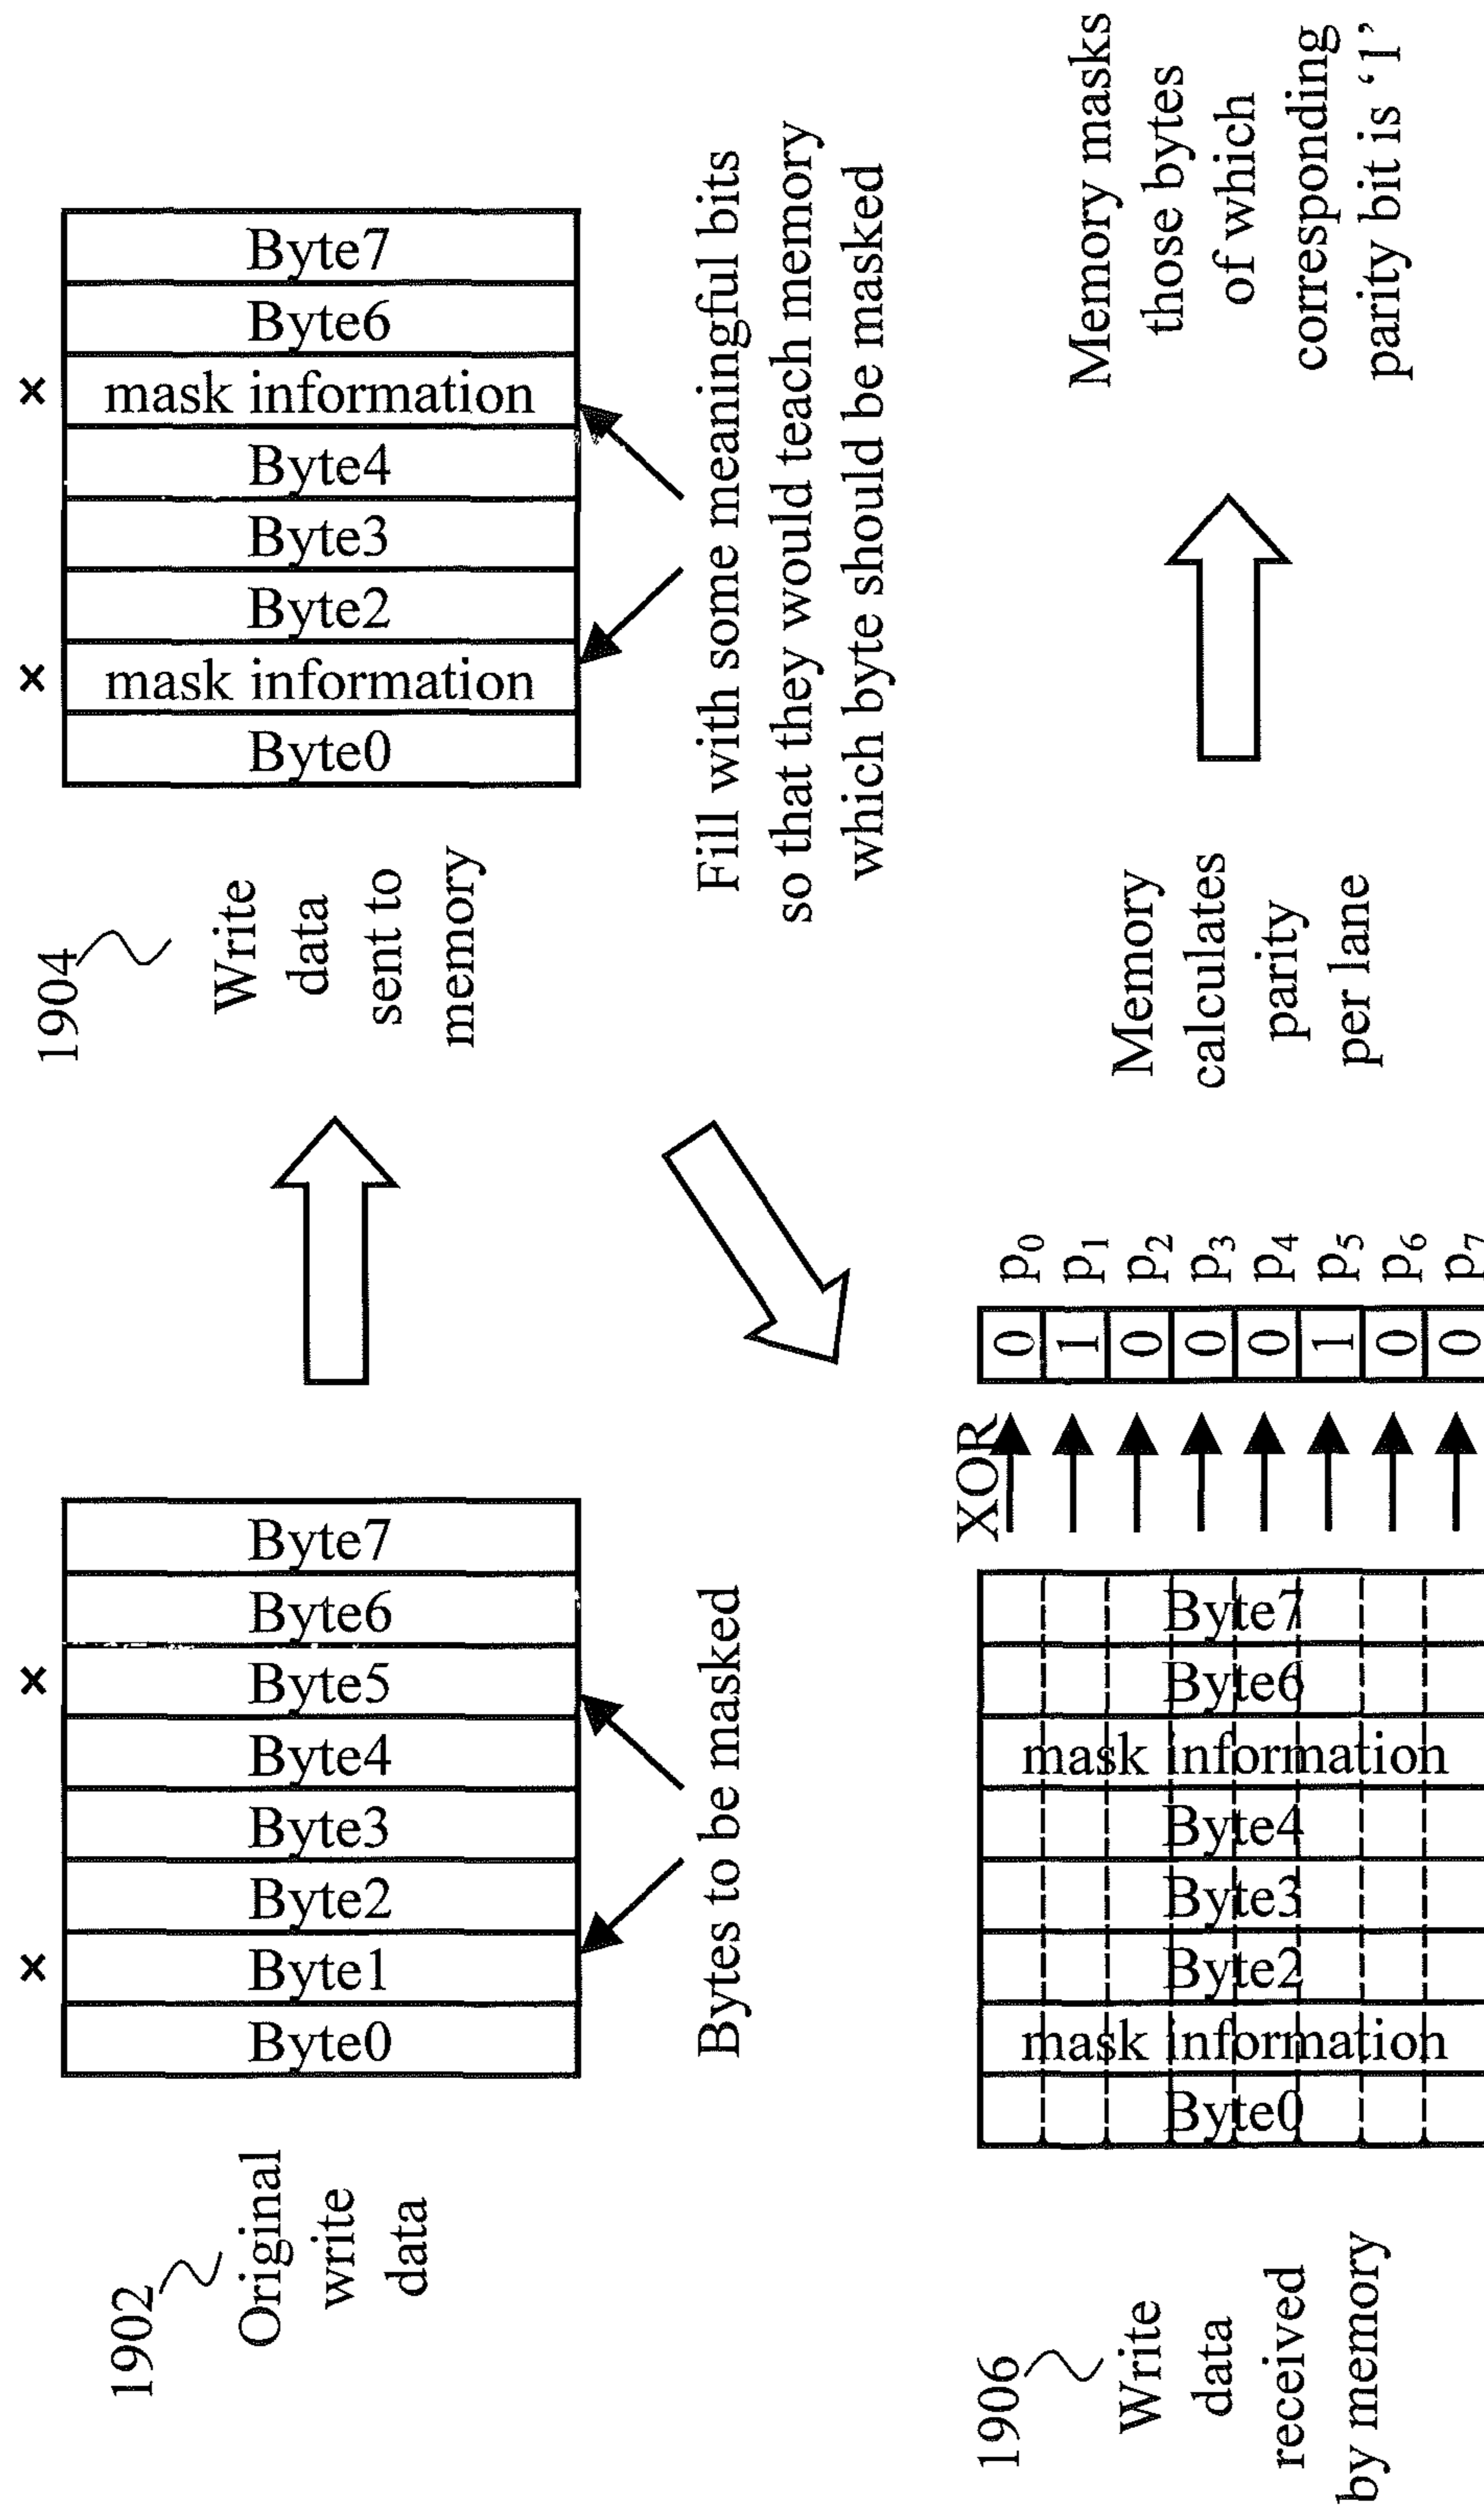 1902
Original
write
data
×
×
Byte0
Byte1
Byte2
Byte3
Byte4
Byte5
Byte6
Byte7
Bytes to be masked
1904
Write
data
sent to
memory
×
×
Byte0
mask information
Byte2
Byte3
Byte4
mask information
Byte6
Byte7
Fill with some meaningful bits
so that they would teach memory
which byte should be masked
1906
Write
data
received
by memory
Byte0
mask information
Byte2
Byte3
Byte4
mask information
Byte6
Byte7
XOR
0 p₀
1 p₁
0 p₂
0 p₃
0 p₄
1 p₅
0 p₆
0 p₇
Memory
calculates
parity
per lane
Memory masks
those bytes
of which
corresponding
parity bit is ‘1’